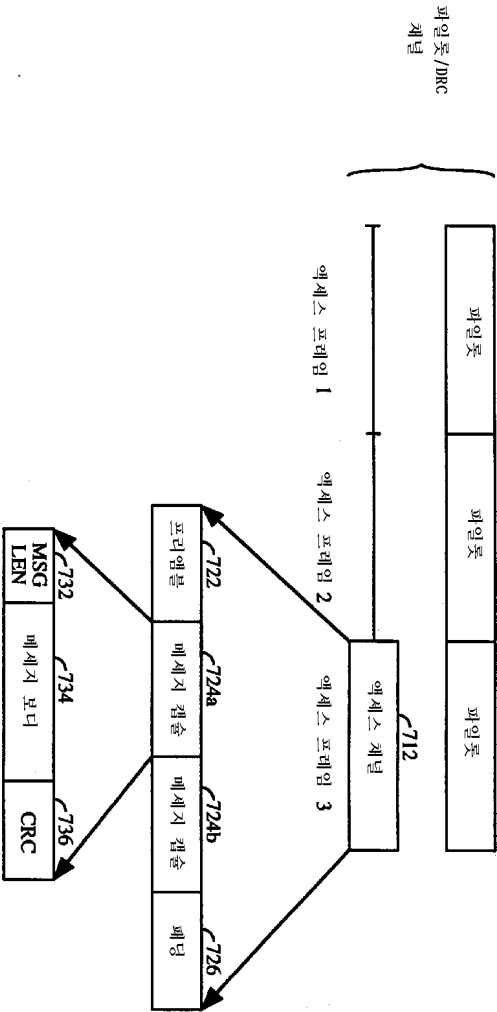 파일롯/DRC
채널
파일롯
파일롯
파일롯
712
액세스 채널
액세스 프레임 1
액세스 프레임 2
액세스 프레임 3
722
724a
724b
726
프리앰블
메세지 캡슐
메세지 캡슐
패딩
732
734
736
MSG
LEN
메세지 보디
CRC